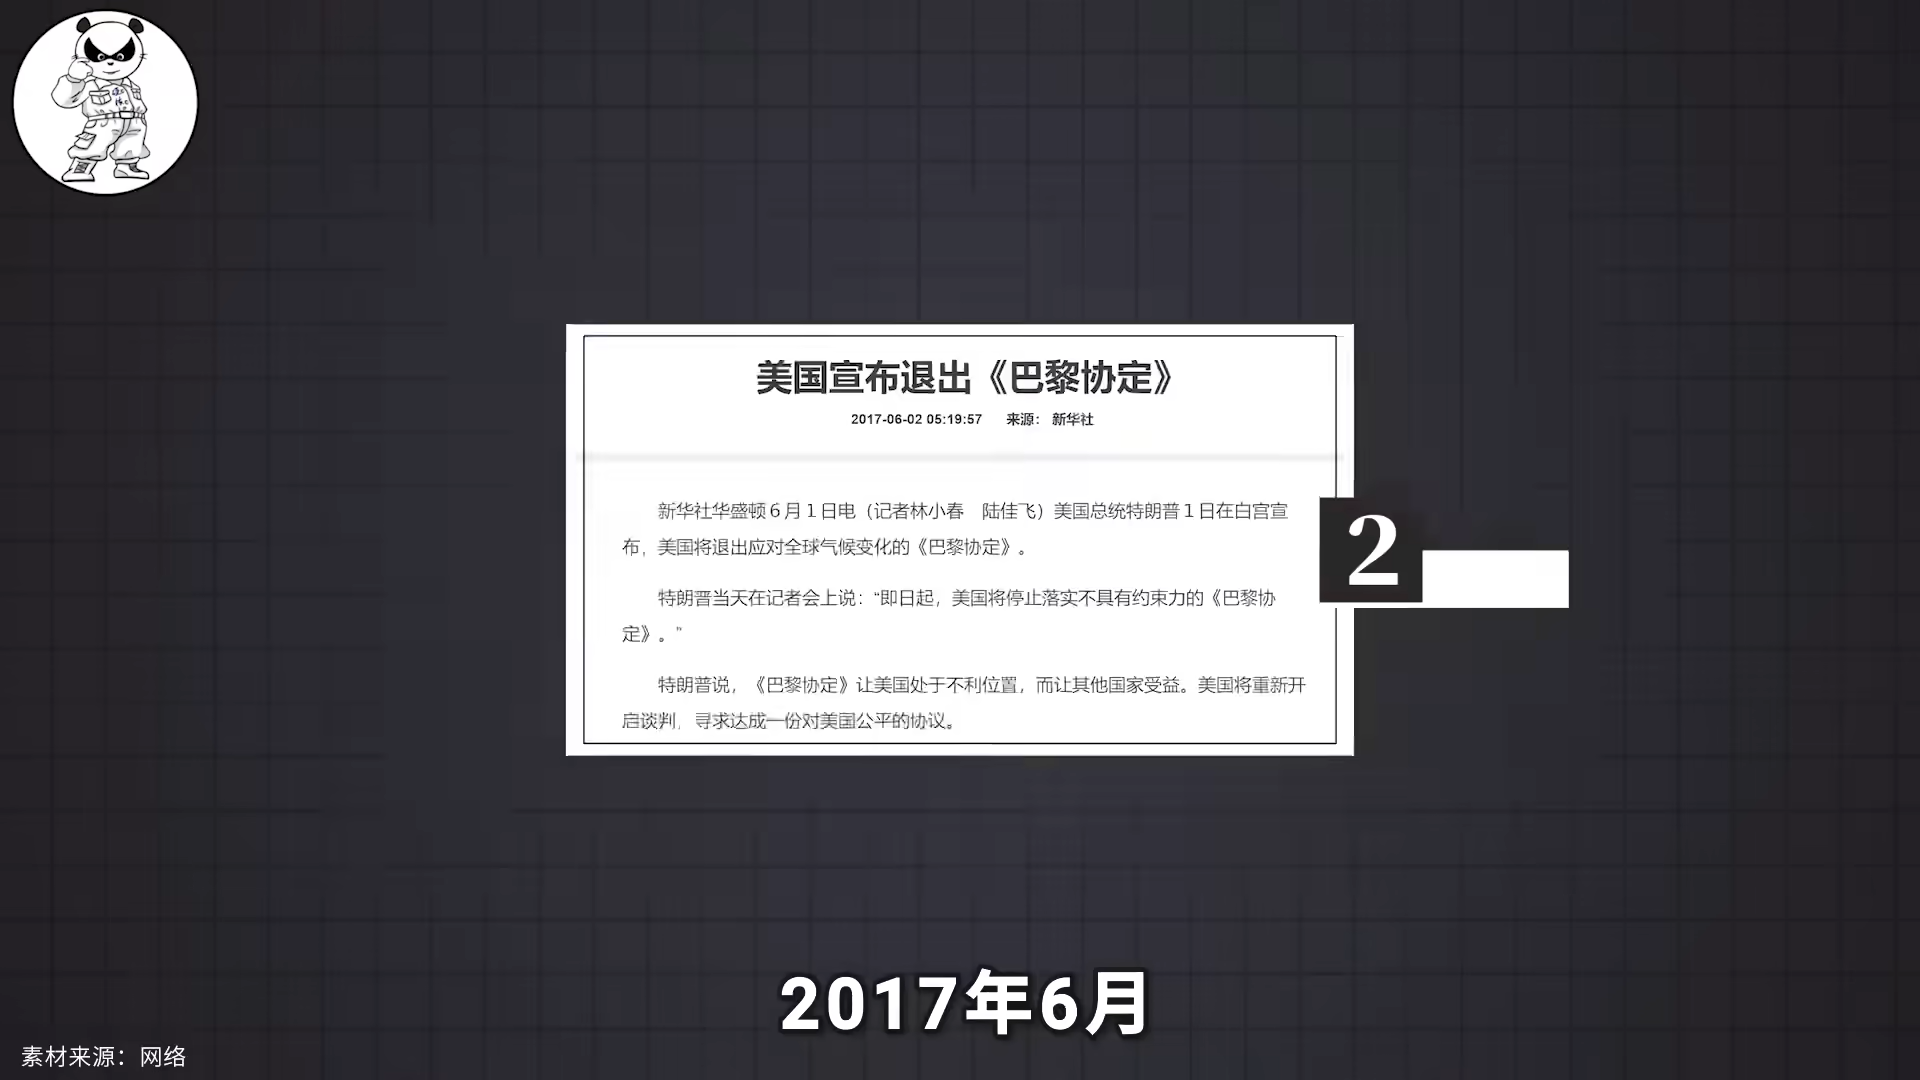 美国宣布退出《巴黎协定》
2017-06-02 05:19:57 来源： 新华社
新华社华盛顿６月１日电（记者林小春　陆佳飞）美国总统特朗普１日在白宫宣
布，美国将退出应对全球气候变化的《巴黎协定》。
特朗普当天在记者会上说：“即日起，美国将停止落实不具有约束力的《巴黎协
定》。”
特朗普说，《巴黎协定》让美国处于不利位置，而让其他国家受益。美国将重新开
启谈判，寻求达成一份对美国公平的协议。
2
2017年6月
素材来源：网络